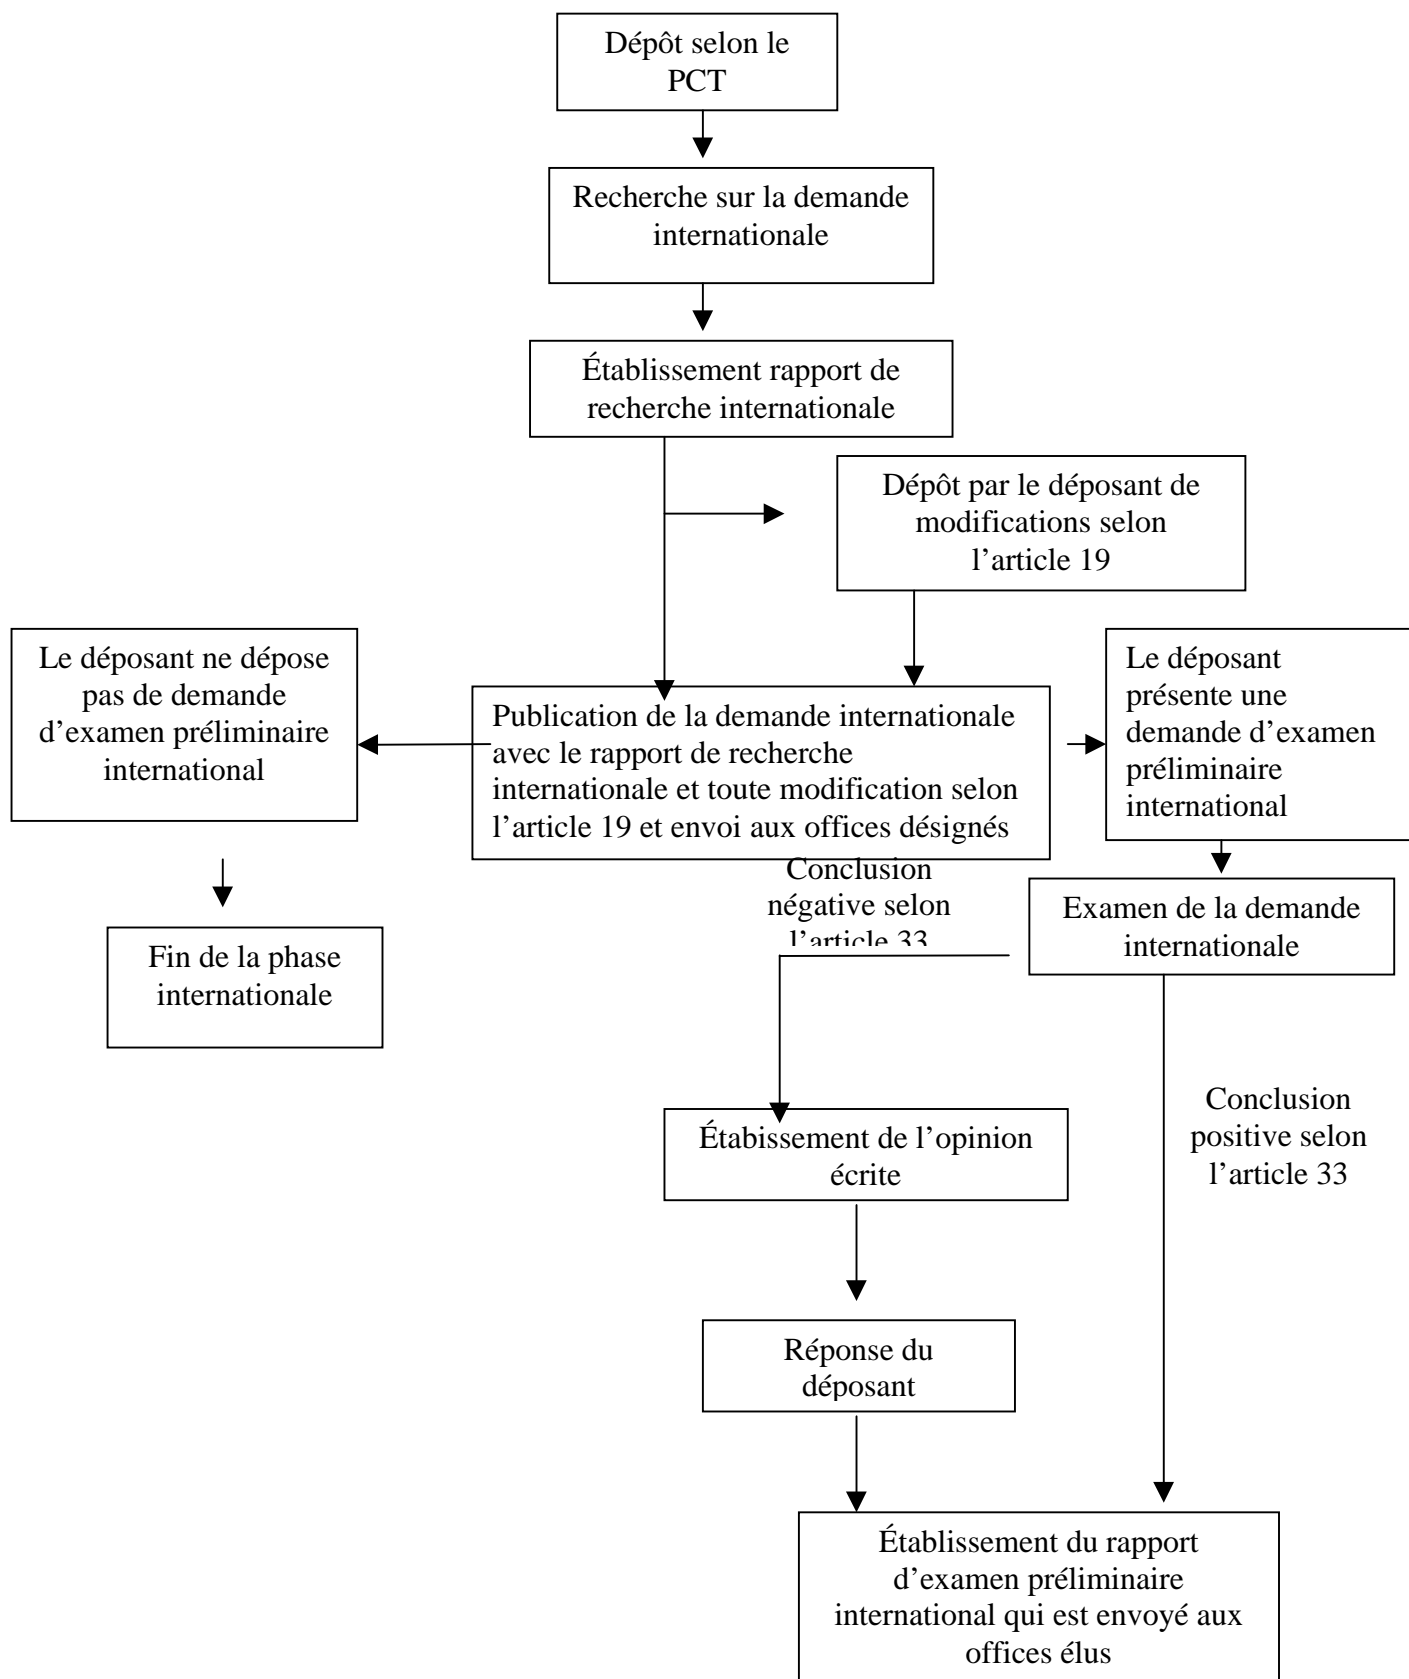 Dépôt selon le
PCT
Recherche sur la demande
internationale
Établissement rapport de
recherche internationale
Dépôt par le déposant de
modifications selon
l’article 19
Le déposant ne dépose
pas de demande
d’examen préliminaire
international
Publication de la demande internationale
avec le rapport de recherche
internationale et toute modification selon
l’article 19 et envoi aux offices désignés
Le déposant
présente une
demande d’examen
préliminaire
international
Conclusion
négative selon
l’article 33
Examen de la demande
internationale
Fin de la phase
internationale
Étabissement de l’opinion
écrite
Conclusion
positive selon
l’article 33
Réponse du
déposant
Établissement du rapport
d’examen préliminaire
international qui est envoyé aux
offices élus